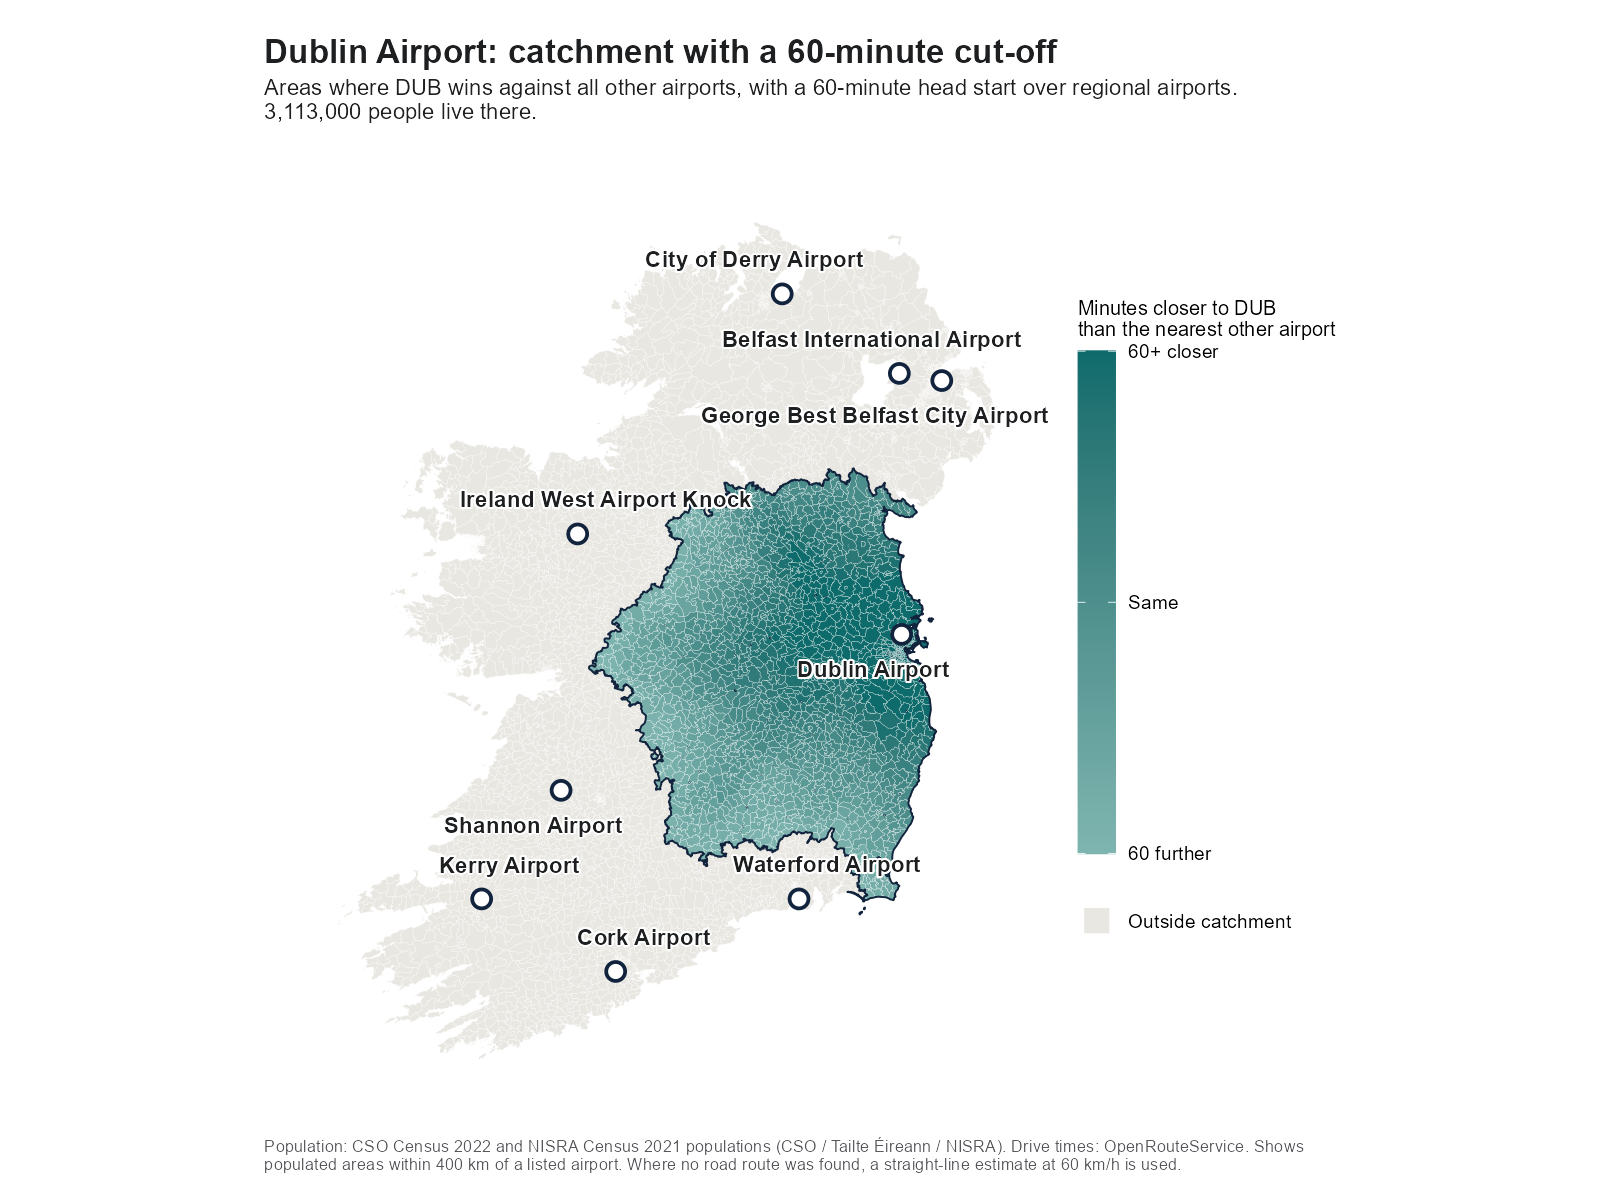 Dublin Airport: catchment with a 60-minute cut-off
Areas where DUB wins against all other airports, with a 60-minute head start over regional airports.
3,113,000 people live there.
City of Derry Airport
Belfast International Airport
George Best Belfast City Airport
Ireland West Airport Knock
Dublin Airport
Shannon Airport
Kerry Airport
Waterford Airport
Cork Airport
Minutes closer to DUB
than the nearest other airport
60+ closer
Same
60 further
Outside catchment
Population: CSO Census 2022 and NISRA Census 2021 populations (CSO / Tailte Éireann / NISRA). Drive times: OpenRouteService. Shows
populated areas within 400 km of a listed airport. Where no road route was found, a straight-line estimate at 60 km/h is used.